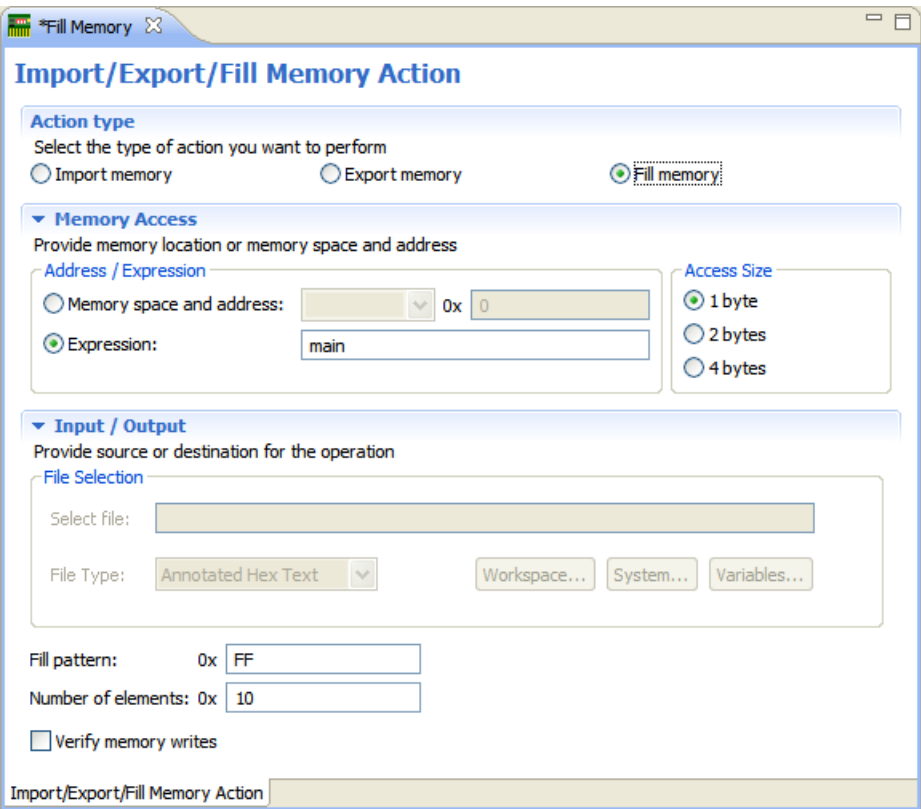 *Fill Memory
Import/Export/Fill Memory Action
Action type
Select the type of action you want to perform
Import memory Export memory Fill memory
Memory Access
Provide memory location or memory space and address
Address / Expression Access Size
Memory space and address: 0x 0 1 byte
2 bytes
Expression: main
4 bytes
Input / Output
Provide source or destination for the operation
File Selection
Select file:
File Type: Annotated Hex Text Workspace... System... Variables...
Fill pattern: 0x FF
Number of elements: 0x 10
Verify memory writes
Import/Export/Fill Memory Action